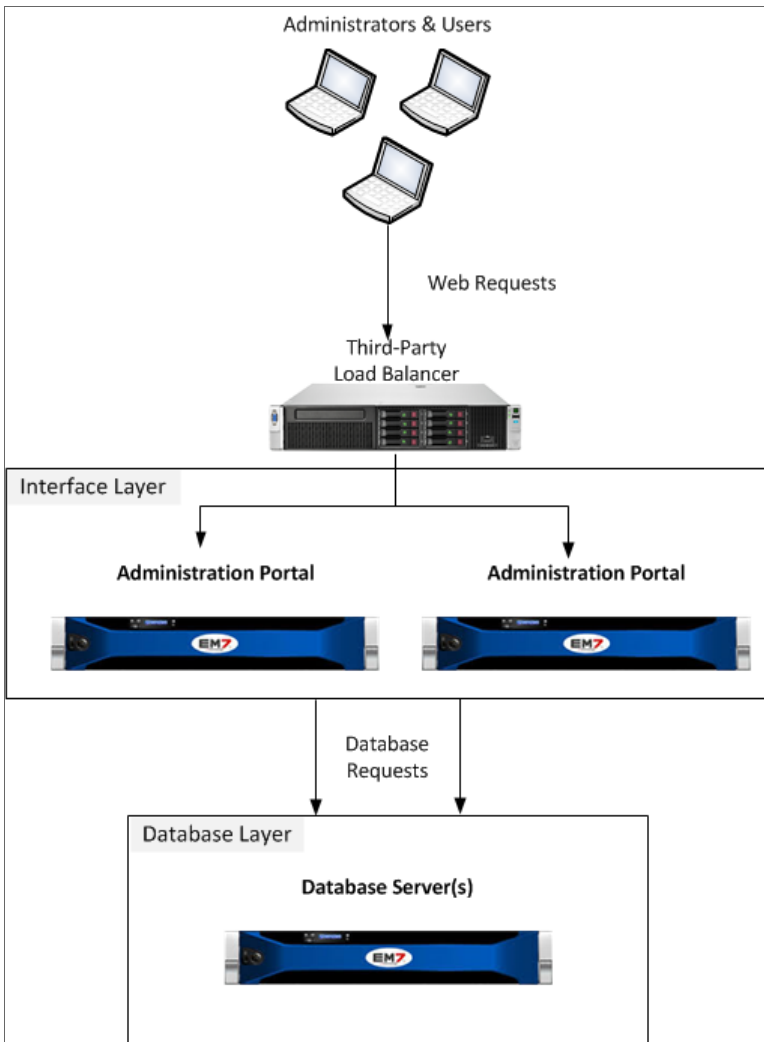 Administrators & Users
Web Requests
Third-Party
Load Balancer
Interface Layer
Administration Portal
Administration Portal
EM7
EM7
Database
Requests
Database Layer
Database Server(s)
EM7